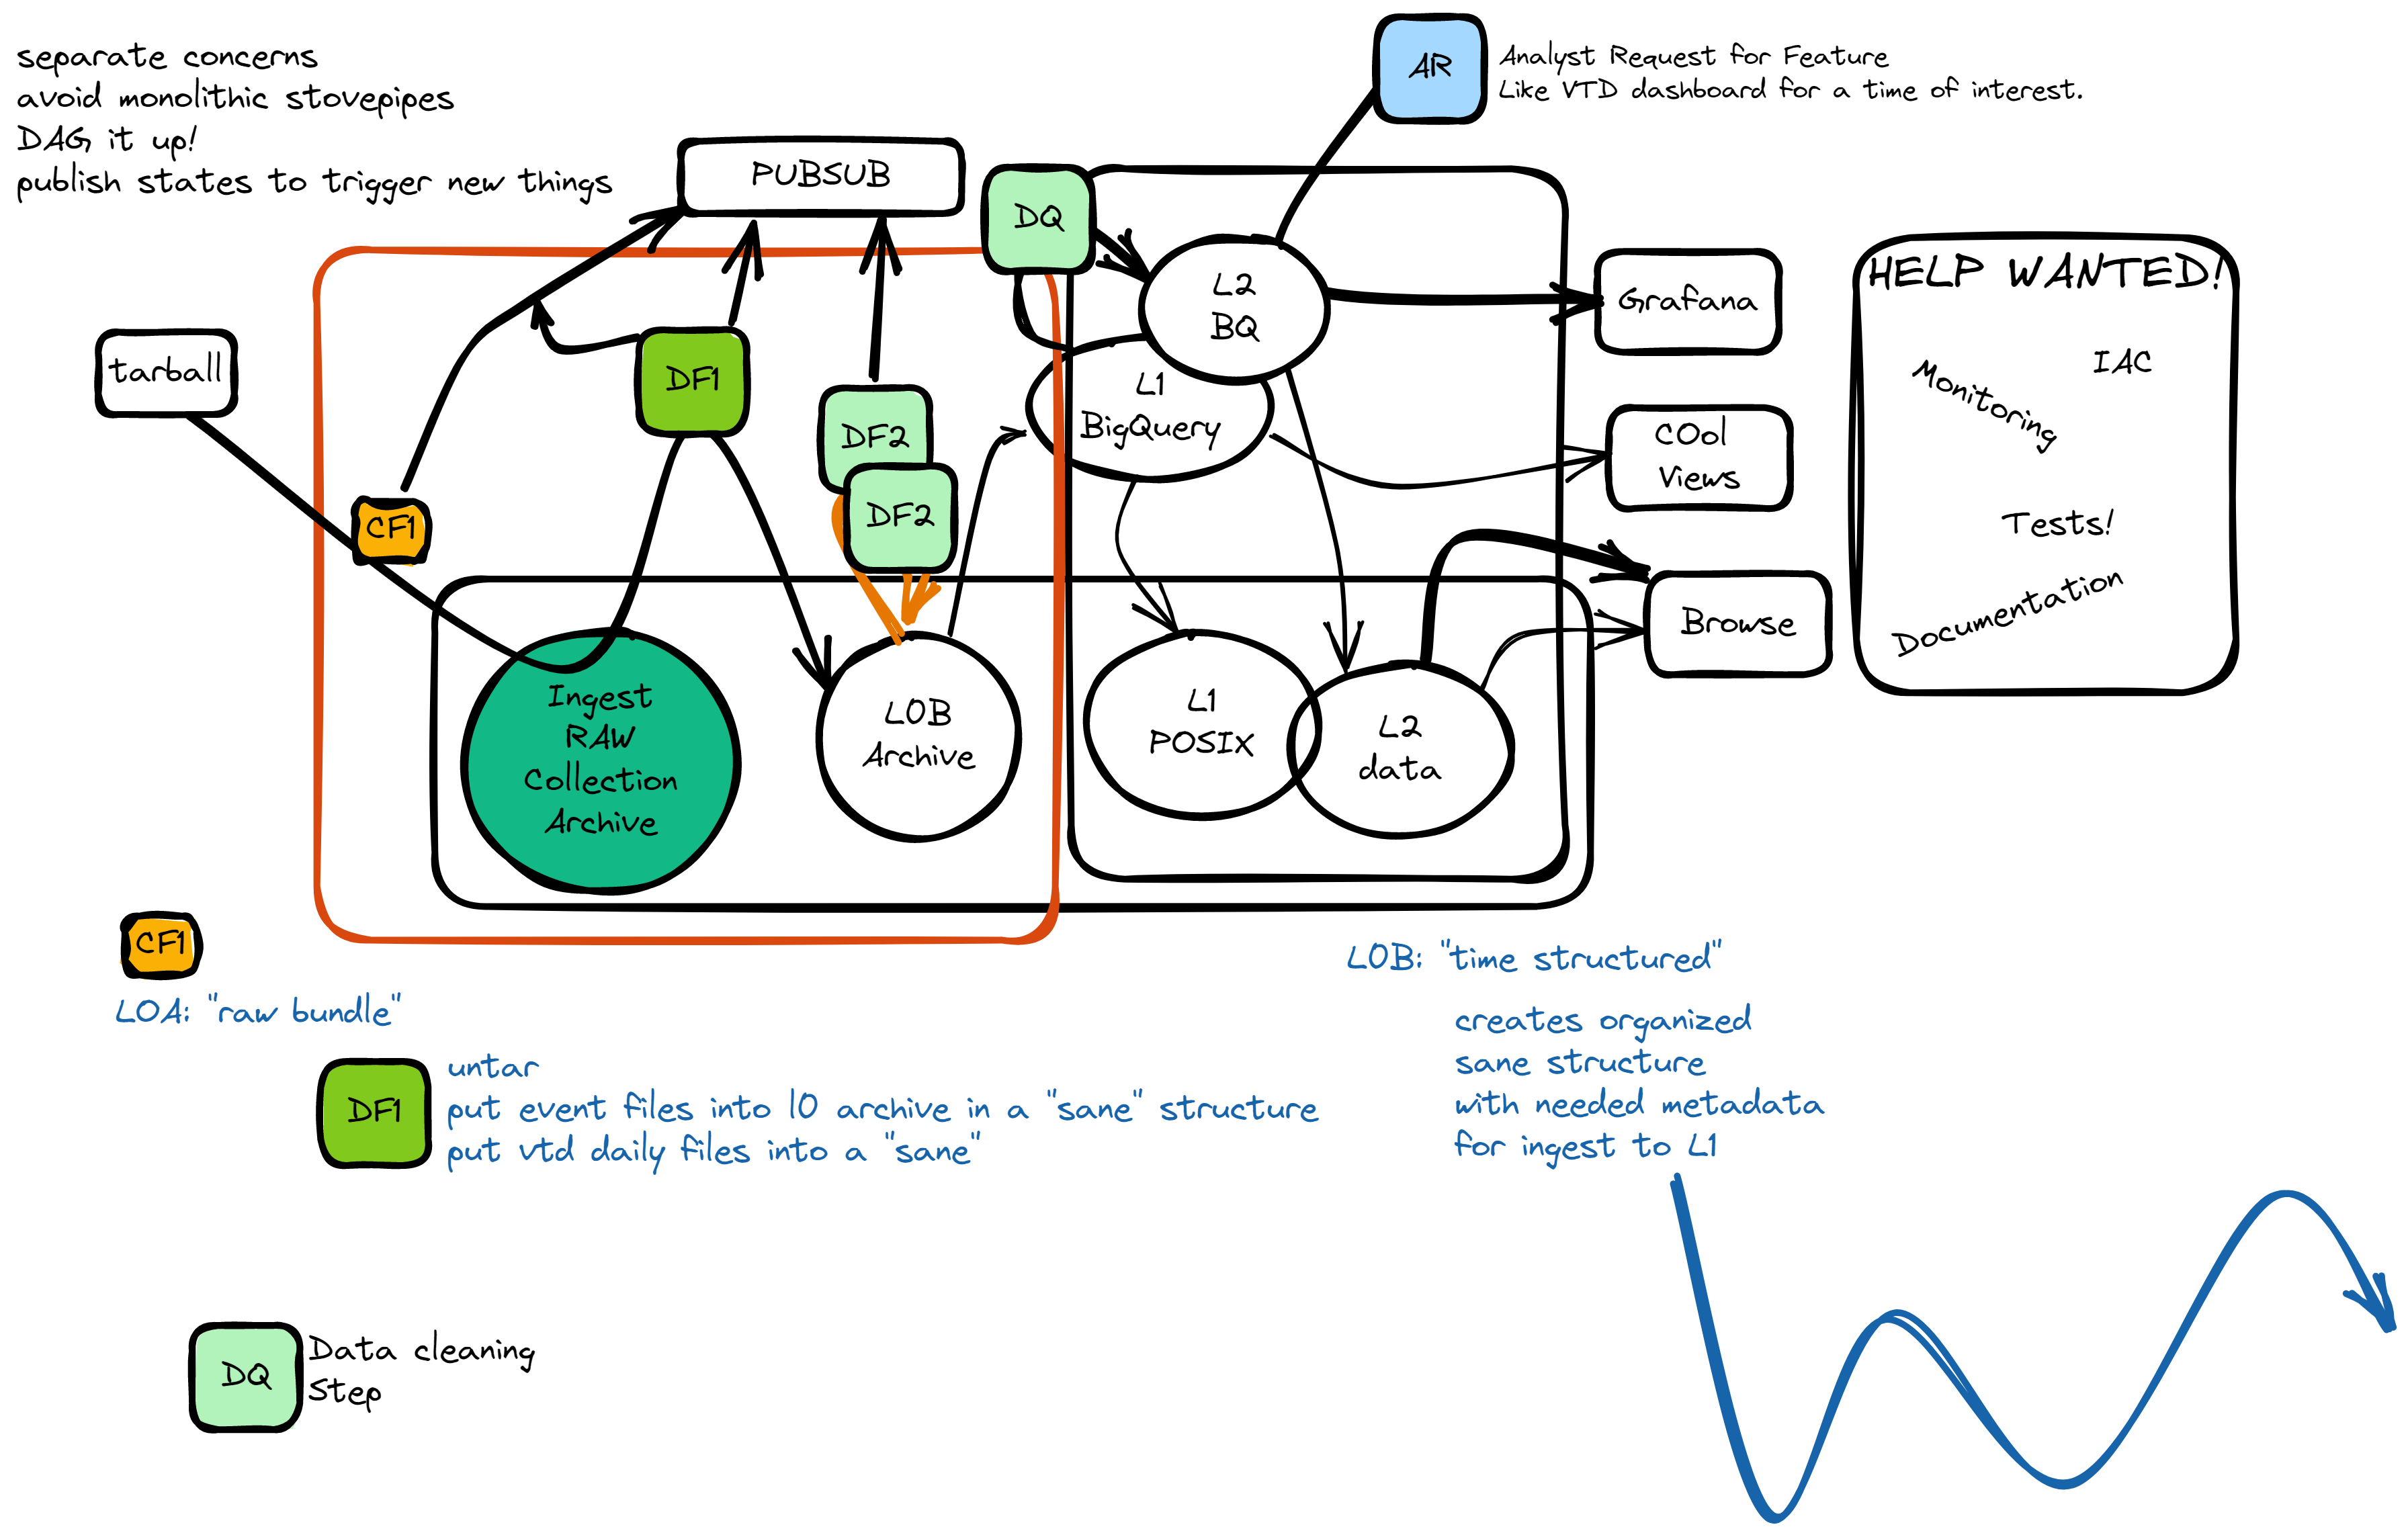 separate concerns
avoid monolithic stovepipes
DAG it up!
publish states to trigger new things
AR
Analyst Request for Feature
Like VTD dashboard for a time of interest.
PUBSUB
DQ
L2
BQ
Grafana
HELP WANTED!
IAC
Monitoring
Tests!
Documentation
tarball
DF1
L1
BigQuery
DF2
DF2
COol
Views
CF1
Browse
Ingest
RAW
Collection
Archive
L0B
Archive
L1
POSIX
L2
data
CF1
L0A: "raw bundle"
L0B: "time structured"
creates organized
sane structure
with needed metadata
for ingest to L1
DF1
untar
put event files into l0 archive in a "sane" structure
put vtd daily files into a "sane"
DQ
Data cleaning
Step